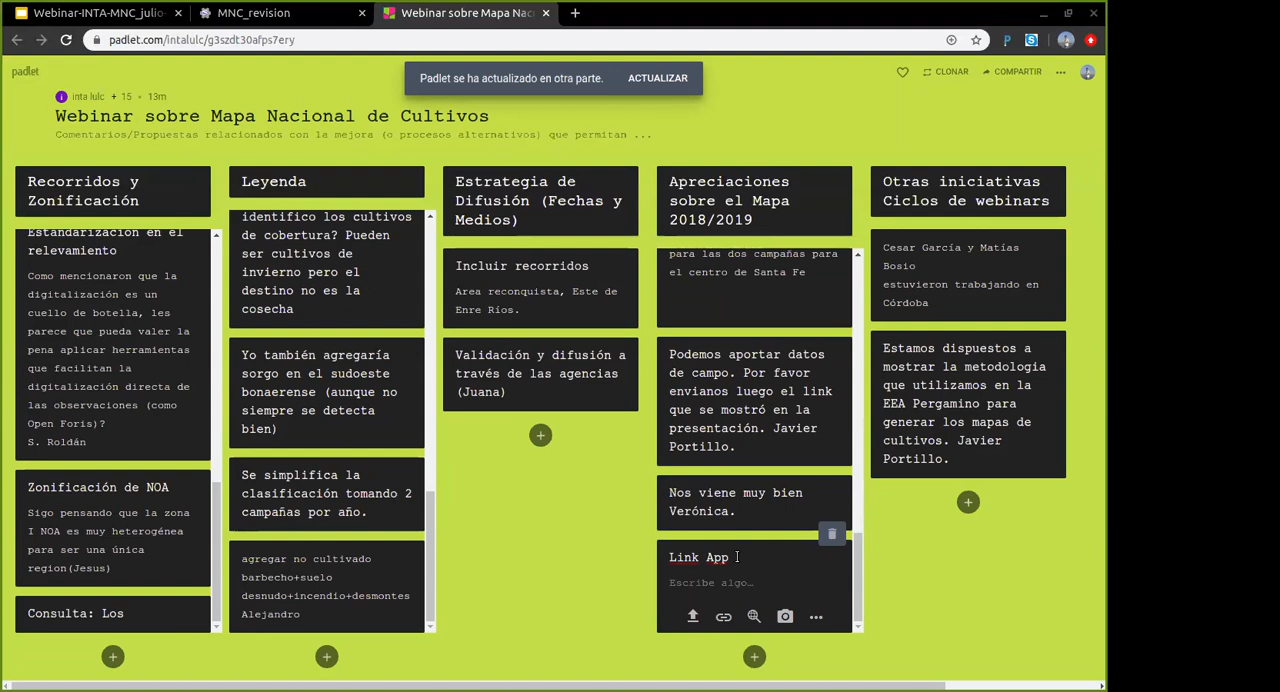 Webinar-INTA-MNC_julio-
MNC_revision
Webinar sobre Mapa Nac
padlet.com/intalulc/g3szdt30afps7ery
padlet
Padlet se ha actualizado en otra parte. ACTUALIZAR
CLONAR
COMPARTIR
inta lulc + 15 • 13m
Webinar sobre Mapa Nacional de Cultivos
Comentarios/Propuestas relacionados con la mejora (o procesos alternativos) que permitan ...
Recorridos y
Zonificación
Estandarización en el
relevamiento
Como mencionaron que la
digitalización es un
cuello de botella, les
parece que pueda valer la
pena aplicar herramientas
que facilitan la
digitalización directa de
las observaciones (como
Open Foris)?
S. Roldán
Zonificación de NOA
Sigo pensando que la zona
I NOA es muy heterogénea
para ser una única
region(Jesus)
Consulta: Los
Leyenda
identifico los cultivos
de cobertura? Pueden
ser cultivos de
invierno pero el
destino no es la
cosecha
Yo también agregaría
sorgo en el sudoeste
bonaerense (aunque no
siempre se detecta
bien)
Se simplifica la
clasificación tomando 2
campañas por año.
agregar no cultivado
barbecho+suelo
desnudo+incendio+desmontes
Alejandro
Estrategia de
Difusión (Fechas y
Medios)
Incluir recorridos
Area reconquista, Este de
Enre Ríos.
Validación y difusión a
través de las agencias
(Juana)
Apreciaciones
sobre el Mapa
2018/2019
para las dos campañas para
el centro de Santa Fe
Podemos aportar datos
de campo. Por favor
envianos luego el link
que se mostró en la
presentación. Javier
Portillo.
Nos viene muy bien
Verónica.
Link App
Escribe algo…
Otras iniciativas
Ciclos de webinars
Cesar García y Matías
Bosio
estuvieron trabajando en
Córdoba
Estamos dispuestos a
mostrar la metodologia
que utilizamos en la
EEA Pergamino para
generar los mapas de
cultivos. Javier
Portillo.